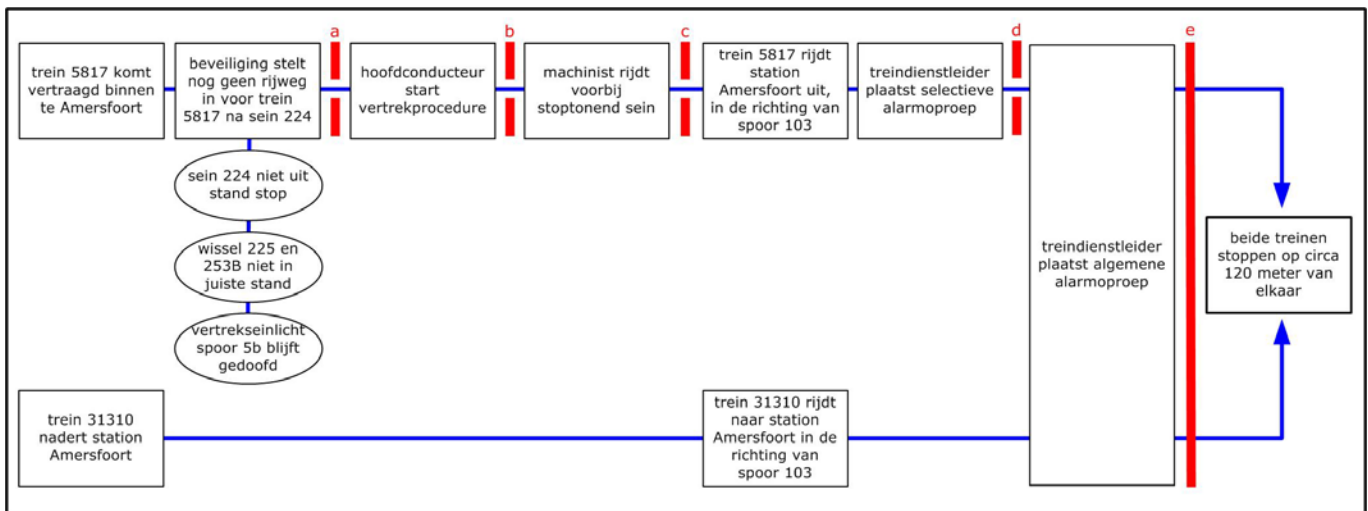 a
b
c
d
e
trein 5817 komt
vertraagd binnen
te Amersfoort
beveiliging stelt
nog geen rijweg
in voor trein
5817 na sein 224
hoofdconducteur
start
vertrekprocedure
machinist rijdt
voorbij
stoptonend sein
trein 5817 rijdt
station
Amersfoort uit,
in de richting van
spoor 103
treindienstleider
plaatst selectieve
alarmoproep
sein 224 niet uit
stand stop
wissel 225 en
253B niet in
juiste stand
vertrekseinlicht
spoor 5b blijft
gedoofd
treindienstleider
plaatst algemene
alarmoproep
beide treinen
stoppen op circa
120 meter van
elkaar
trein 31310
nadert station
Amersfoort
trein 31310 rijdt
naar station
Amersfoort in de
richting van
spoor 103